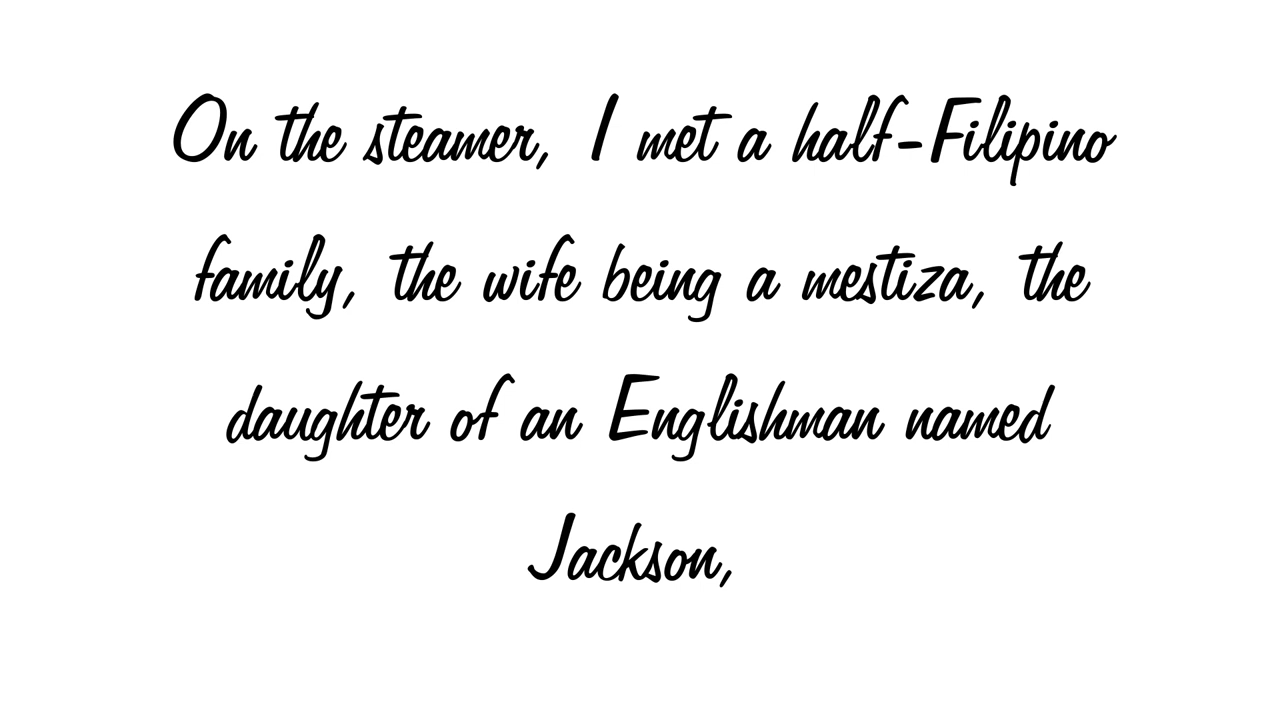 On the steamer, I met a half-Filipino
family, the wife being a mestiza, the
daughter of an Englishman named
Jackson,